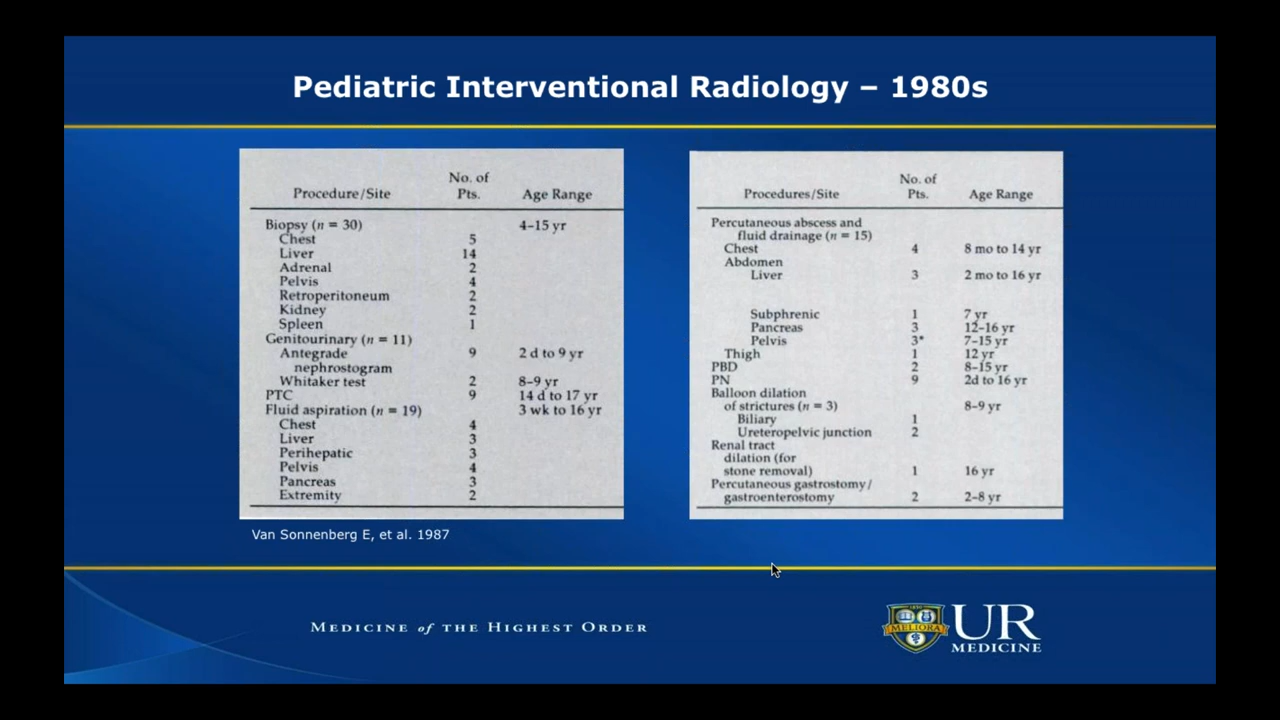 Pediatric Interventional Radiology – 1980s
Procedure/Site No. of Pts. Age Range
Biopsy (n = 30) 4–15 yr
Chest 5
Liver 14
Adrenal 2
Pelvis 4
Retroperitoneum 2
Kidney 2
Spleen 1
Genitourinary (n = 11)
Antegrade 9 2 d to 9 yr
nephrostogram
Whitaker test 2 8–9 yr
PTC 9 14 d to 17 yr
Fluid aspiration (n = 19) 3 wk to 16 yr
Chest 4
Liver 3
Perihepatic 3
Pelvis 4
Pancreas 3
Extremity 2
Procedures/Site No. of Pts. Age Range
Percutaneous abscess and
fluid drainage (n = 15)
Chest 4 8 mo to 14 yr
Abdomen
Liver 3 2 mo to 16 yr
Subphrenic 1 7 yr
Pancreas 3 12–16 yr
Pelvis 3* 7–15 yr
Thigh 1 12 yr
PBD 2 8–15 yr
PN 9 2d to 16 yr
Balloon dilation
of strictures (n = 3) 8–9 yr
Biliary 1
Ureteropelvic junction 2
Renal tract
dilation (for
stone removal) 1 16 yr
Percutaneous gastrostomy/
gastroenterostomy 2 2–8 yr
Van Sonnenberg E, et al. 1987
MEDICINE of THE HIGHEST ORDER
MELIORA
UR
MEDICINE